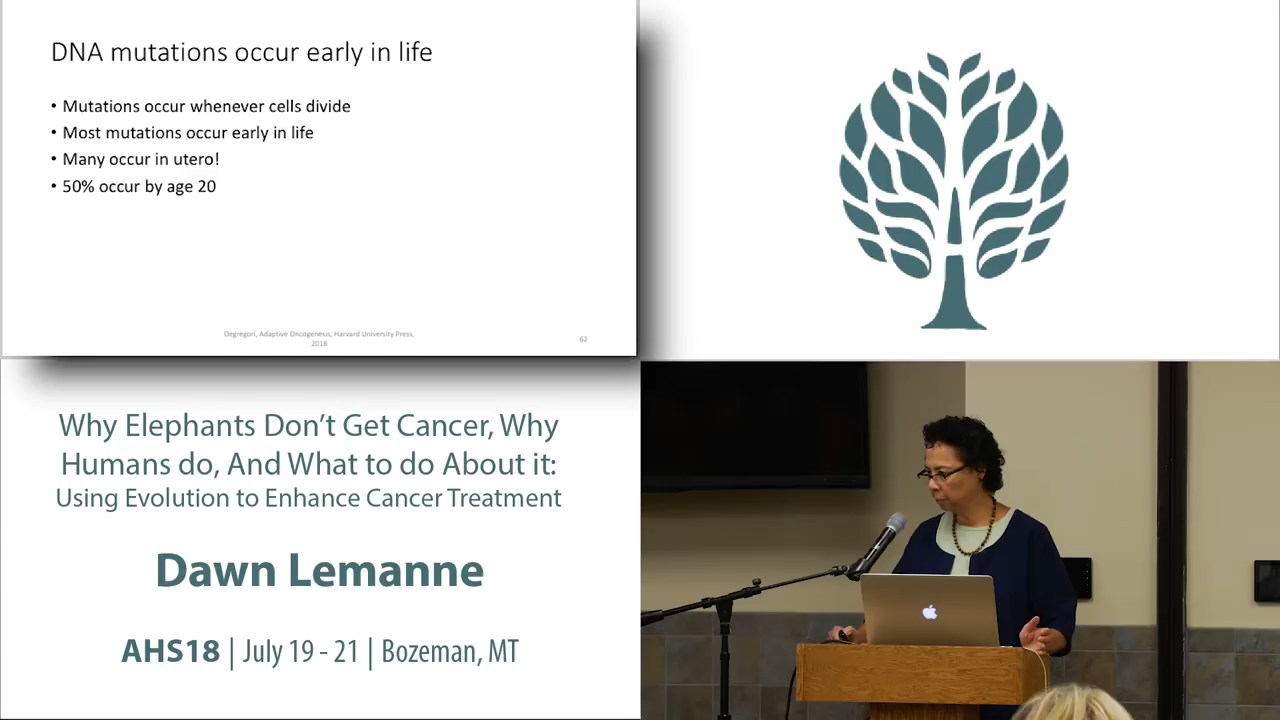 DNA mutations occur early in life
• Mutations occur whenever cells divide
• Most mutations occur early in life
• Many occur in utero!
• 50% occur by age 20
Degregori, Adaptive Oncogenesis, Harvard University Press,
2018
62
Why Elephants Don't Get Cancer, Why
Humans do, And What to do About it:
Using Evolution to Enhance Cancer Treatment
Dawn Lemanne
AHS18 | July 19 - 21 | Bozeman, MT